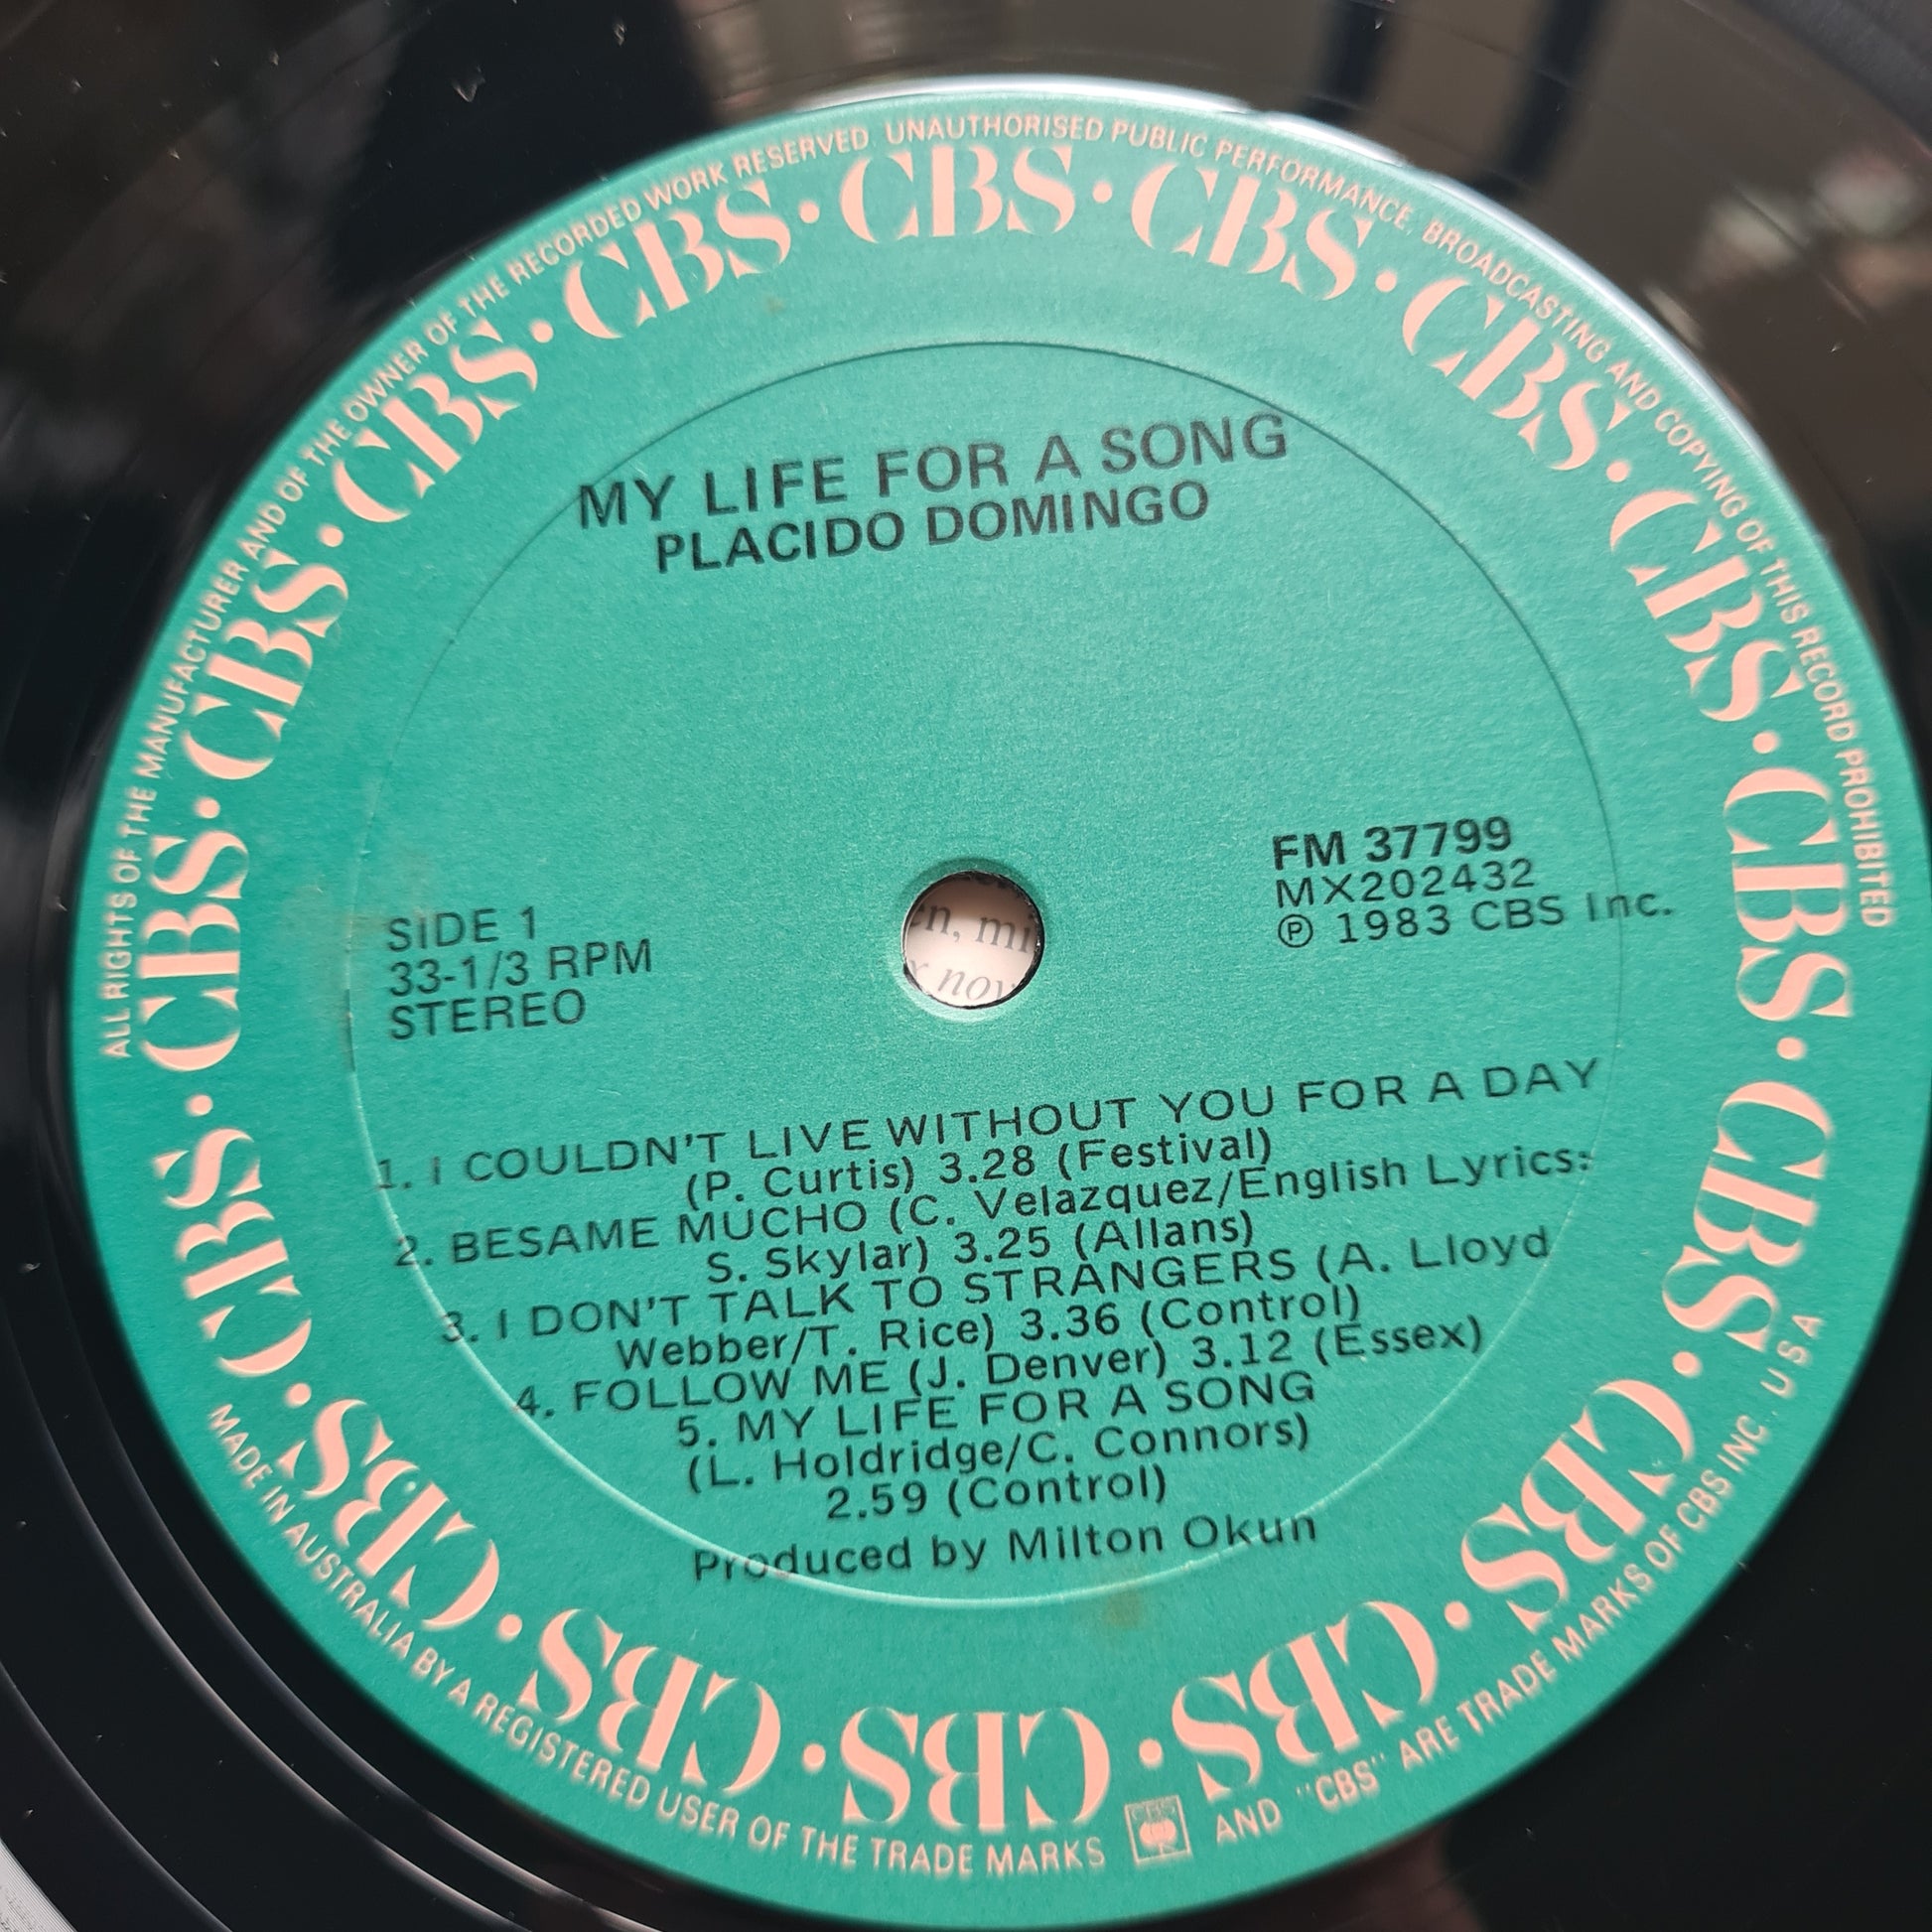 ALL RIGHTS OF THE MANUFACTURER AND OF THE OWNER OF THE RECORDED WORK RESERVED. UNAUTHORISED PUBLIC PERFORMANCE, BROADCASTING AND COPYING OF THIS RECORD PROHIBITED
CBS · CBS · CBS · CBS · CBS · CBS · CBS · CBS · CBS · CBS · CBS · CBS · CBS · CBS · CBS · CBS ·
MY LIFE FOR A SONG
PLACIDO DOMINGO
FM 37799
MX202432
℗ 1983 CBS Inc.
SIDE 1
33-1/3 RPM
STEREO
en, mi
nov
1. I COULDN'T LIVE WITHOUT YOU FOR A DAY
(P. Curtis) 3.28 (Festival)
2. BESAME MUCHO (C. Velazquez/English Lyrics:
S. Skylar) 3.25 (Allans)
3. I DON'T TALK TO STRANGERS (A. Lloyd
Webber/T. Rice) 3.36 (Control)
4. FOLLOW ME (J. Denver) 3.12 (Essex)
5. MY LIFE FOR A SONG
(L. Holdridge/C. Connors)
2.59 (Control)
Produced by Milton Okun
MADE IN AUSTRALIA BY A REGISTERED USER OF THE TRADE MARKS AND "CBS" ARE TRADE MARKS OF CBS INC. USA